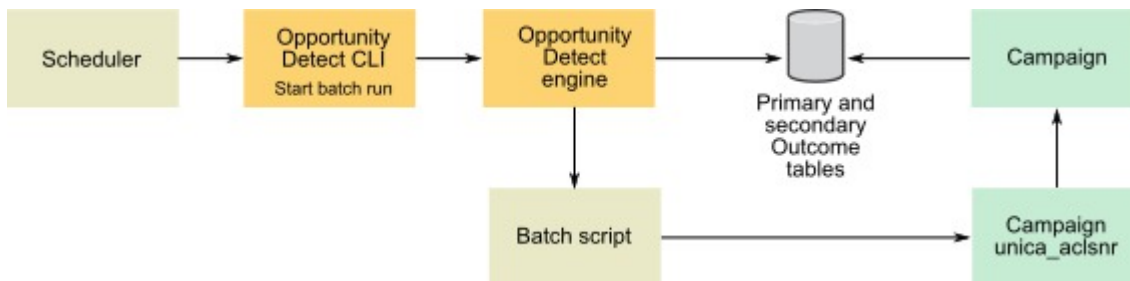 Scheduler
Opportunity
Detect CLI
Start batch run
Opportunity
Detect
engine
Primary and
secondary
Outcome
tables
Campaign
Batch script
Campaign
unica_aclsnr